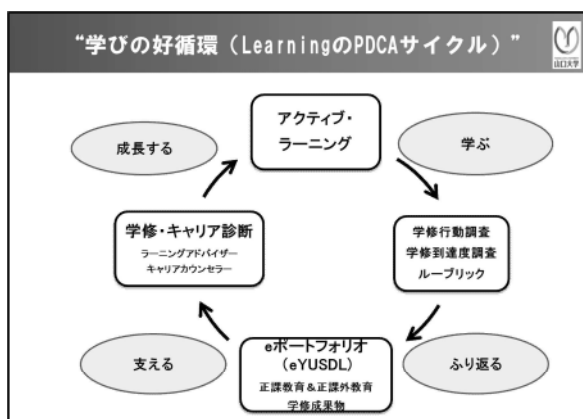 “学びの好循環（LearningのPDCAサイクル）”
山口大学
アクティブ・
ラーニング
成長する
学ぶ
学修・キャリア診断
ラーニングアドバイザー
キャリアカウンセラー
学修行動調査
学修到達度調査
ルーブリック
eポートフォリオ
(eYUSDL)
正課教育＆正課外教育
学修成果物
支える
ふり返る